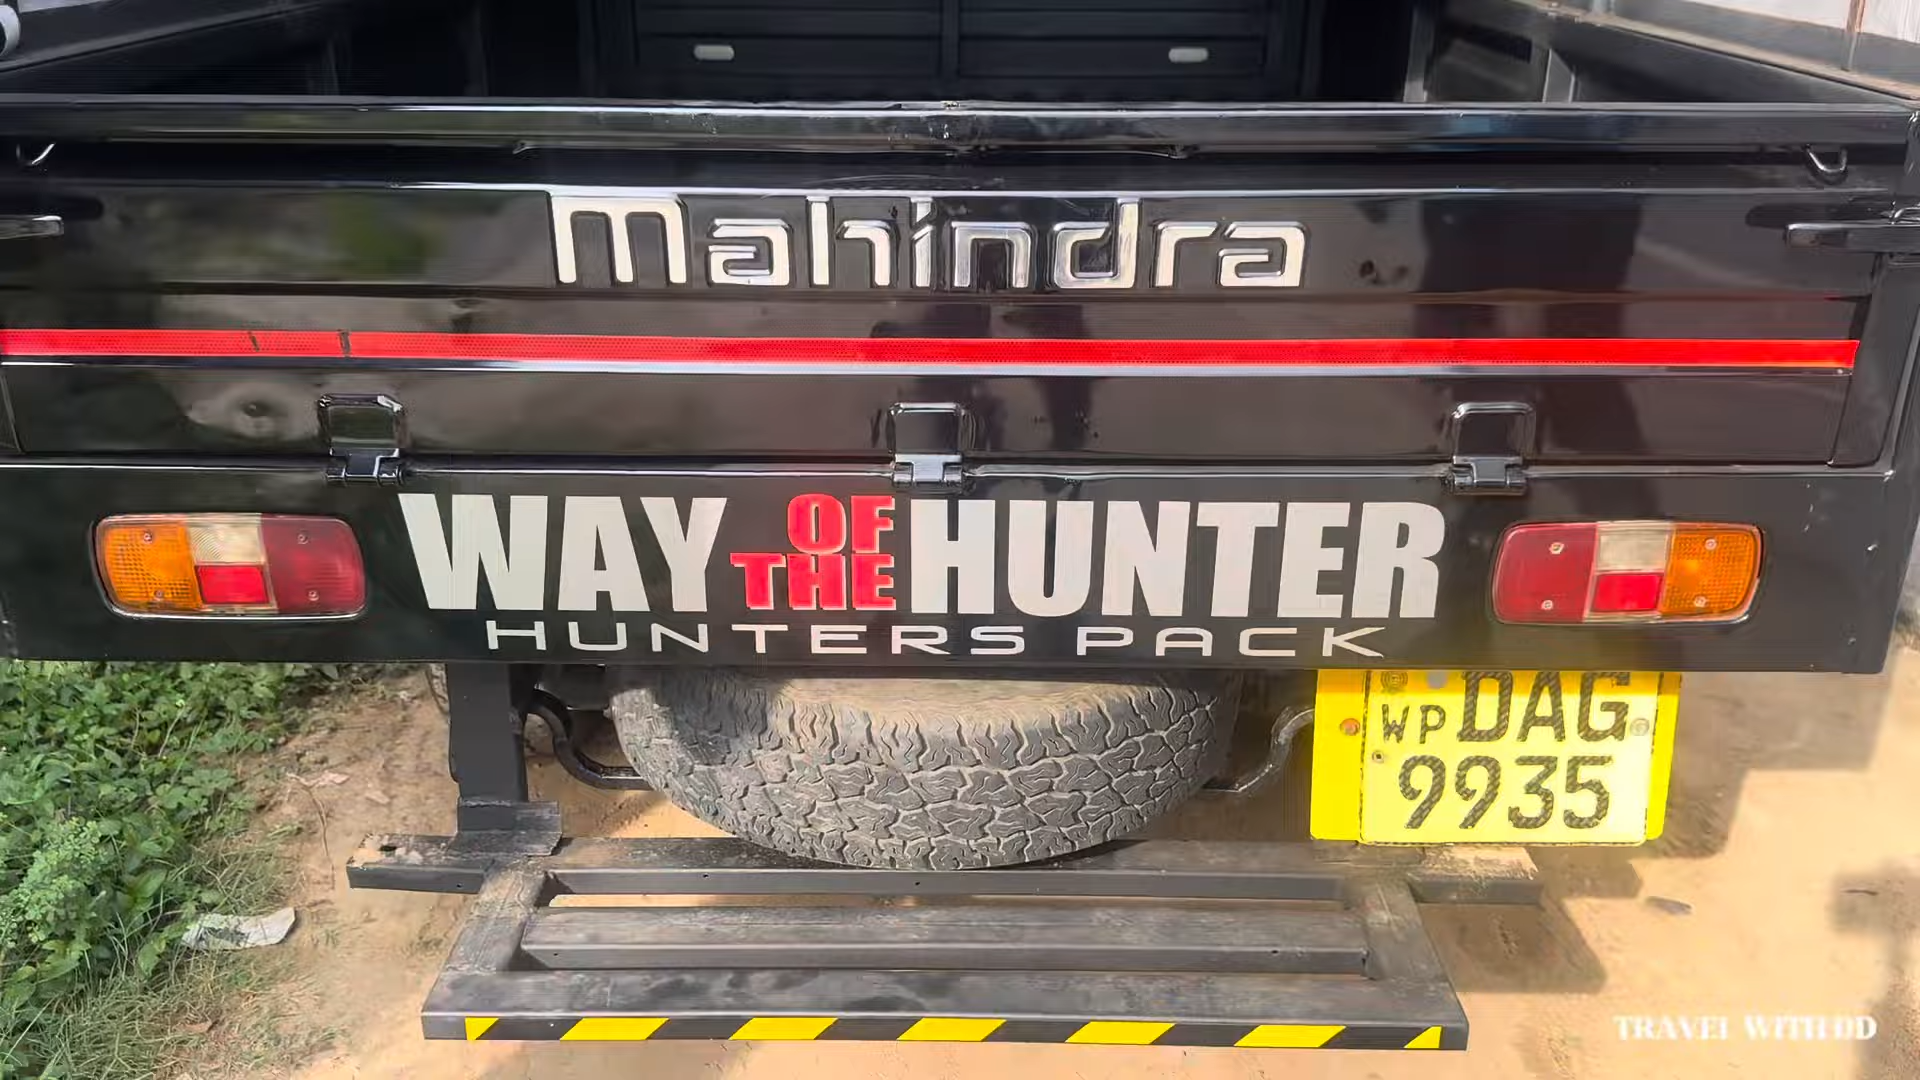 Mahindra
WAY OF THE HUNTER
HUNTERS PACK
WP DAG
9935
TRAVEL WITH DD